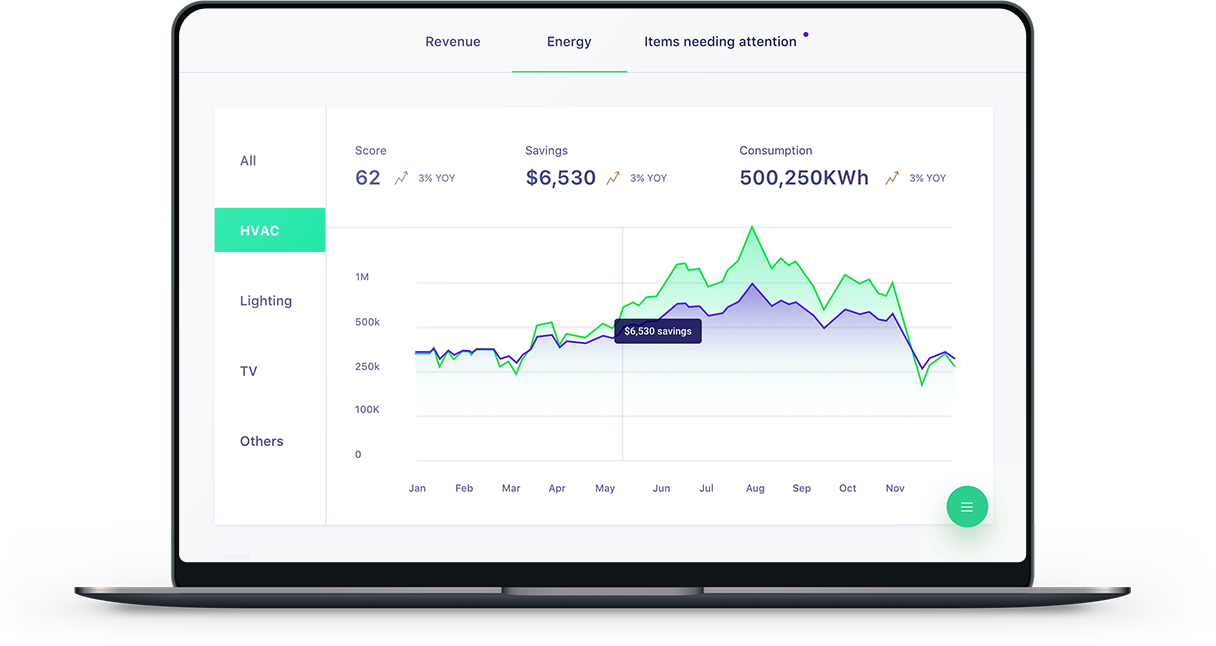 Revenue
Energy
Items needing attention
All
HVAC
Lighting
TV
Others
Score
62
3% YOY
Savings
$6,530
3% YOY
Consumption
500,250KWh
3% YOY
1M
500k
250k
100K
0
$6,530 savings
Jan Feb Mar Apr May Jun Jul Aug Sep Oct Nov